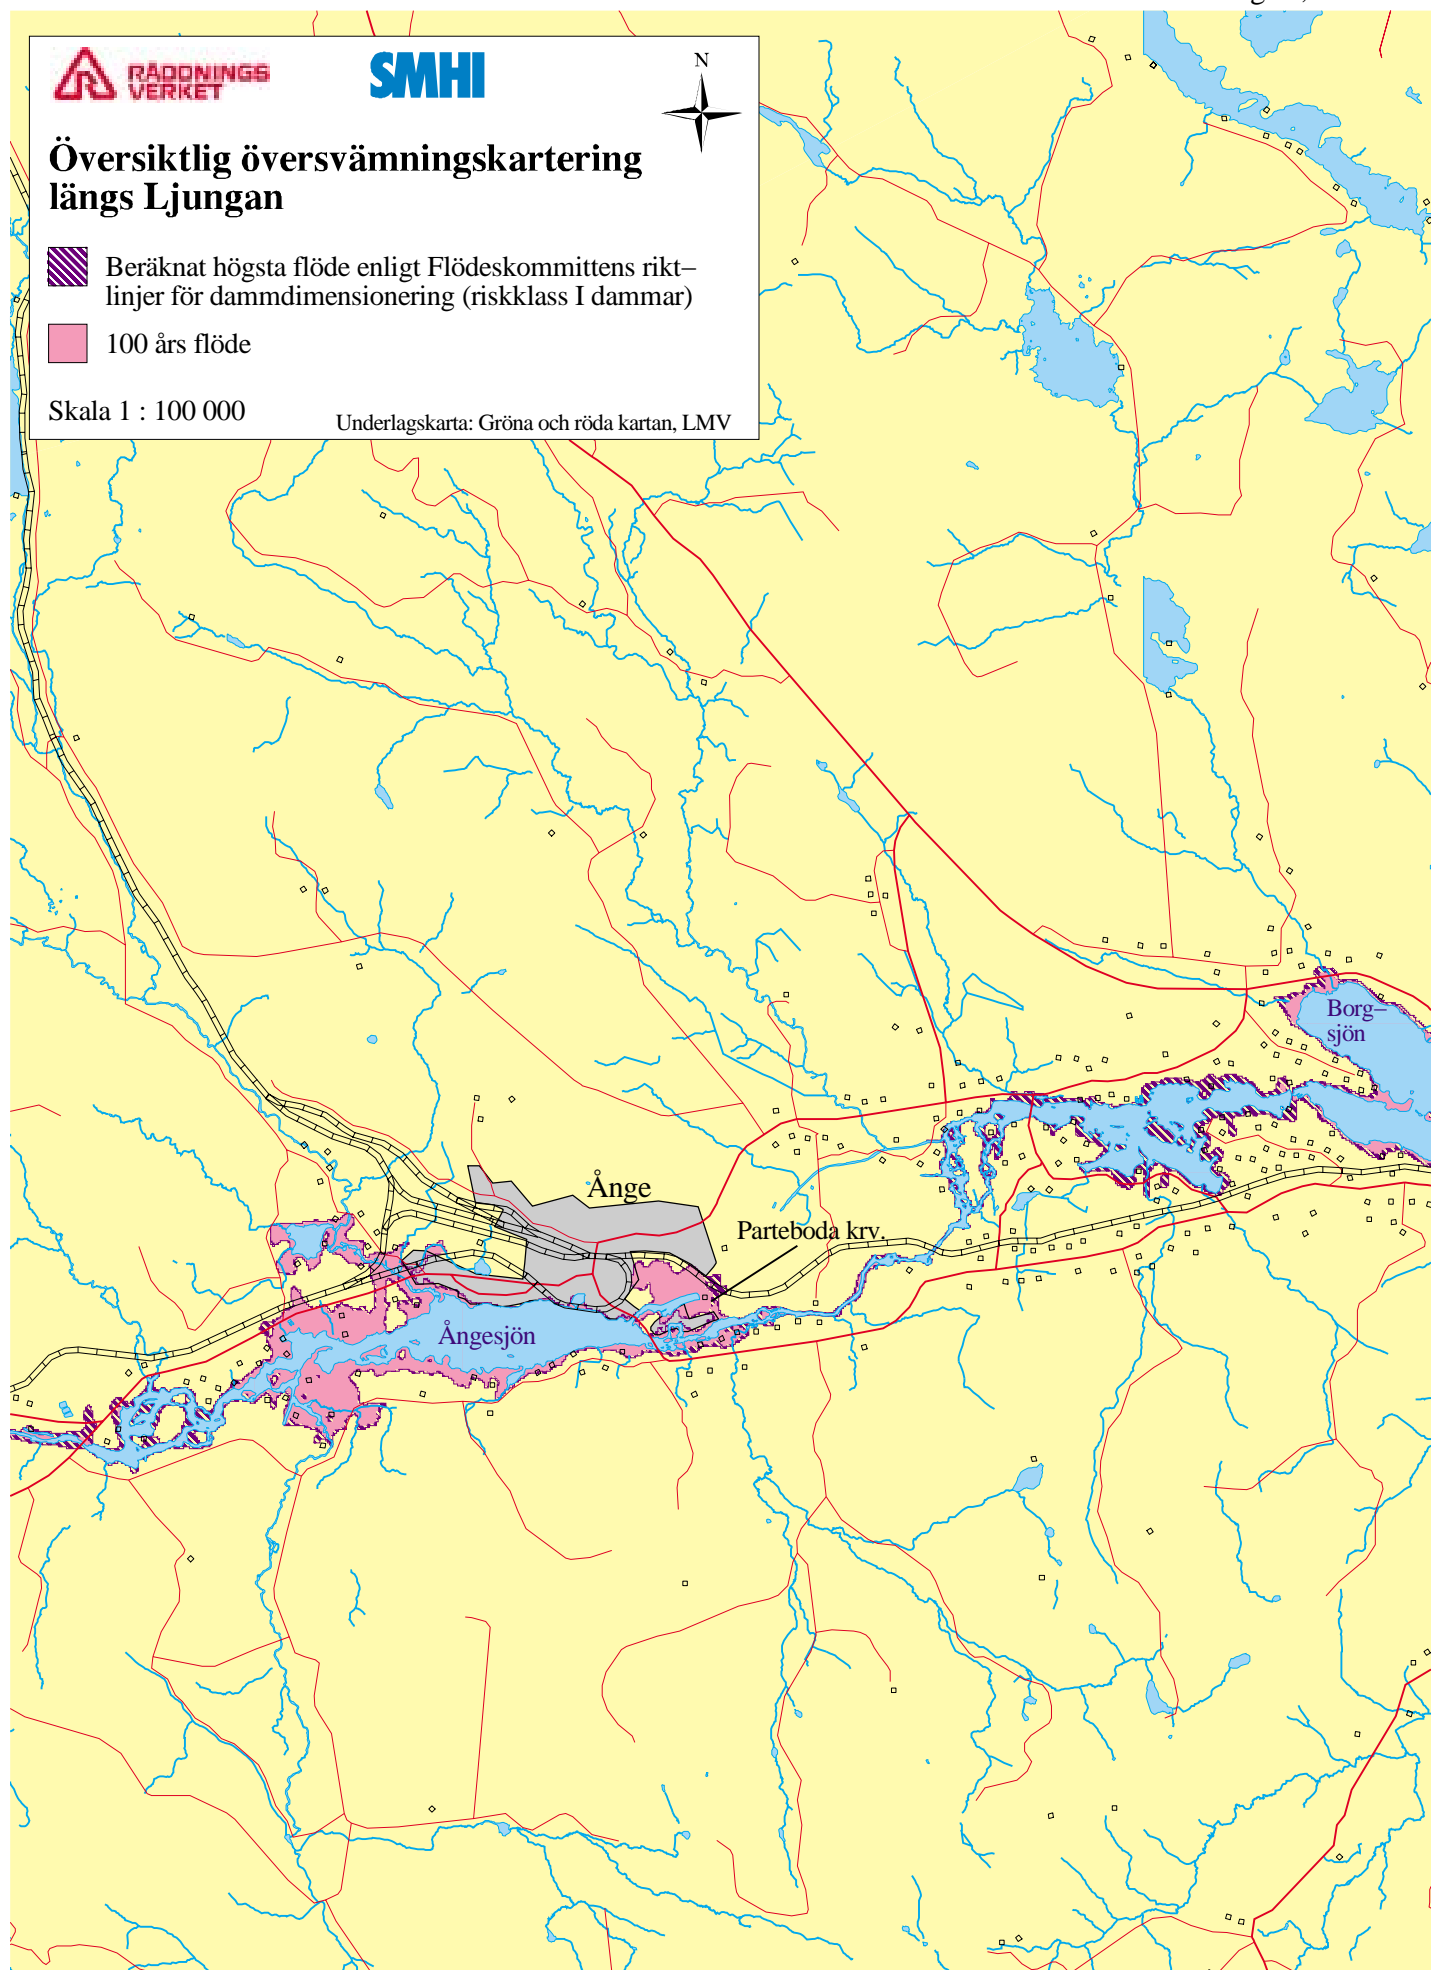 RÄDDNINGS
VERKET
SMHI
N
Översiktlig översvämningskartering
längs Ljungan
Beräknat högsta flöde enligt Flödeskommittens rikt–
linjer för dammdimensionering (riskklass I dammar)
100 års flöde
Skala 1 : 100 000
Underlagskarta: Gröna och röda kartan, LMV
Borg–
sjön
Ånge
Parteboda krv.
Ångesjön